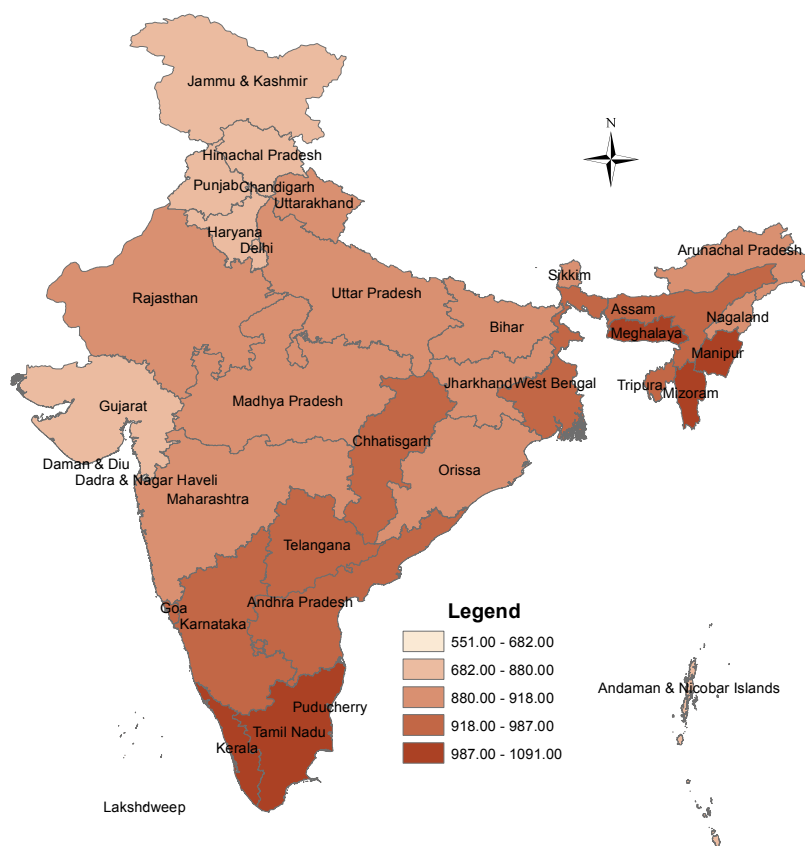 Jammu & Kashmir
N
Himachal Pradesh
Punjab
Chandigarh
Uttarakhand
Haryana
Delhi
Arunachal Pradesh
Sikkim
Rajasthan
Uttar Pradesh
Assam
Nagaland
Bihar
Meghalaya
Manipur
Jharkhand
West Bengal
Tripura
Mizoram
Gujarat
Madhya Pradesh
Chhatisgarh
Daman & Diu
Orissa
Dadra & Nagar Haveli
Maharashtra
Telangana
Goa
Andhra Pradesh
Karnataka
Legend
551.00 - 682.00
682.00 - 880.00
880.00 - 918.00
918.00 - 987.00
987.00 - 1091.00
Andaman & Nicobar Islands
Puducherry
Tamil Nadu
Kerala
Lakshdweep